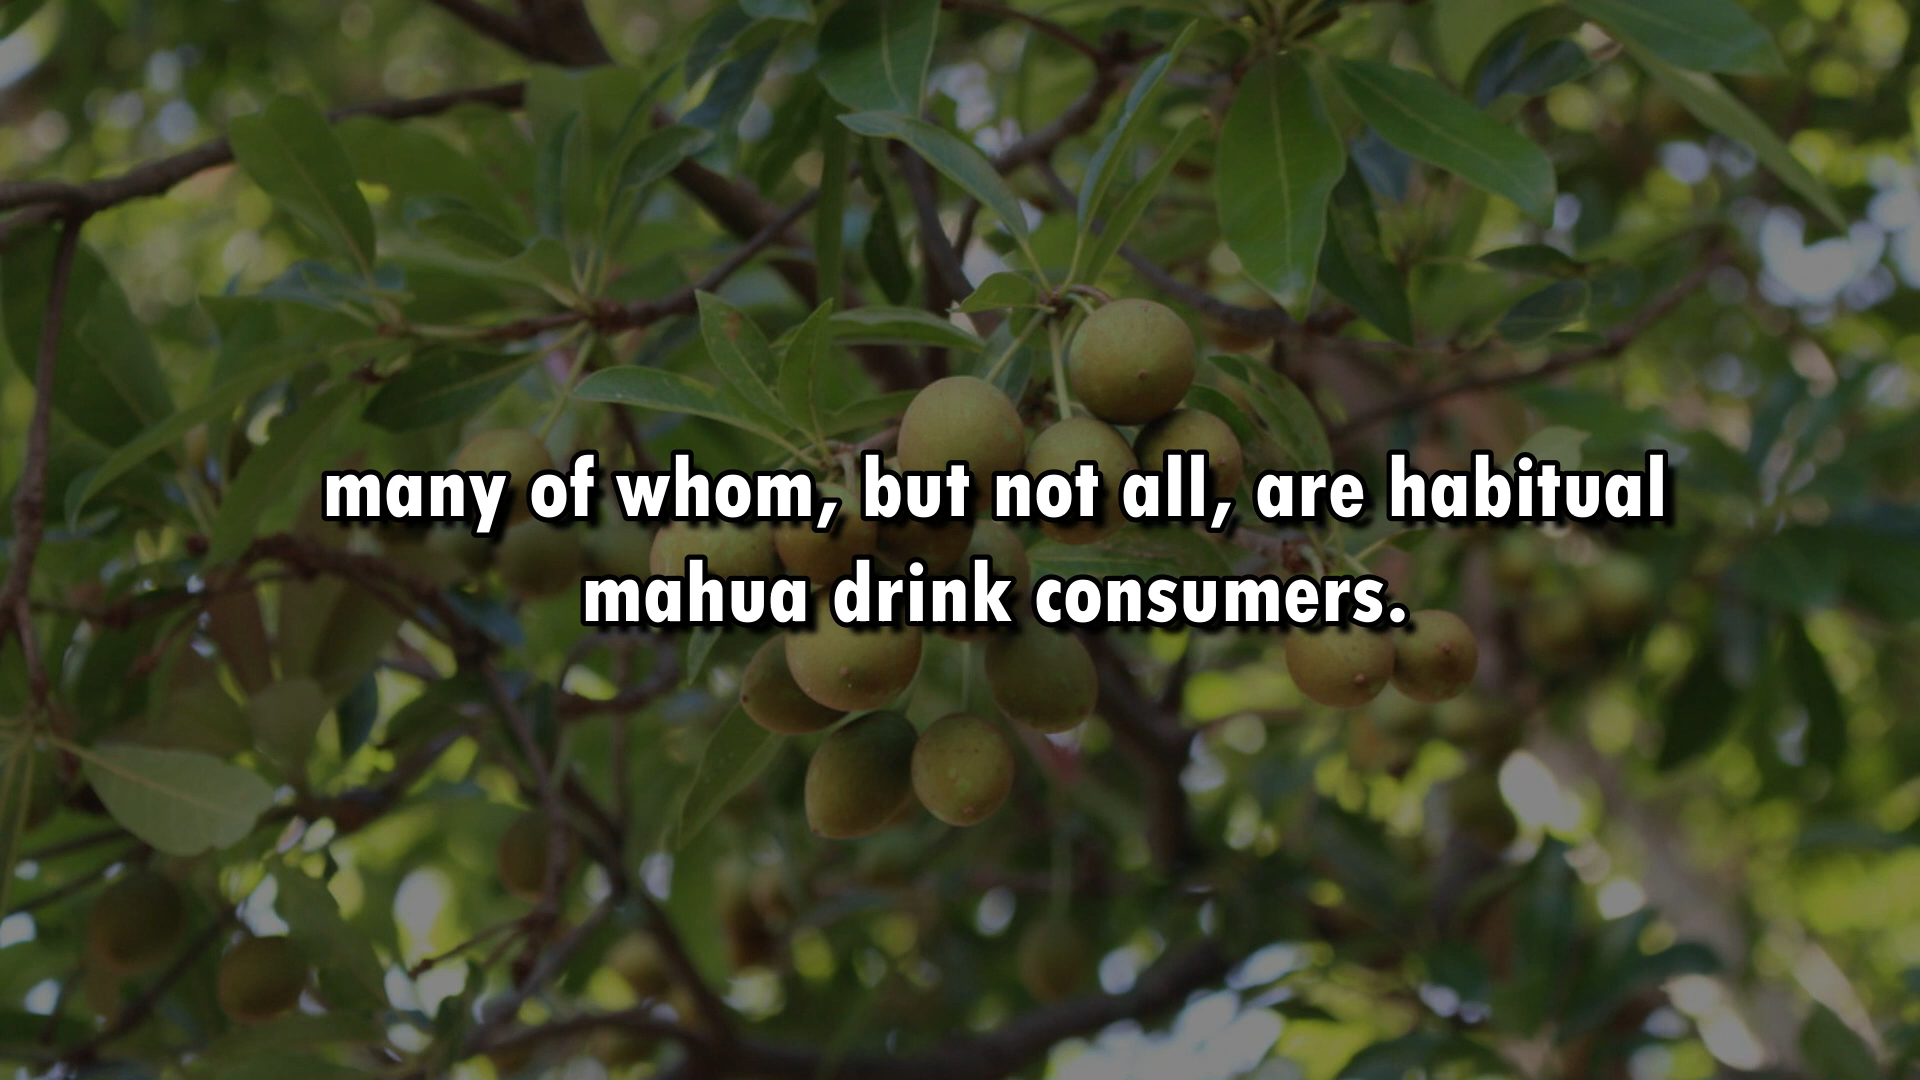 many of whom, but not all, are habitual
mahua drink consumers.